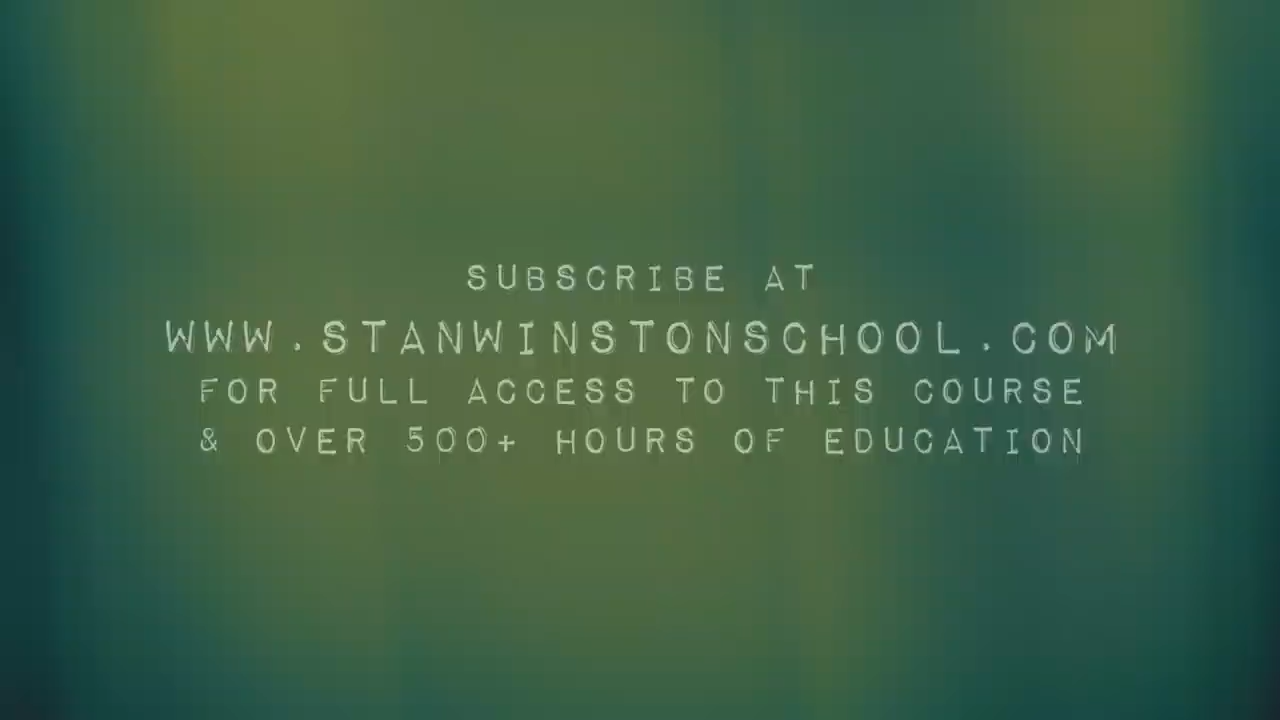 SUBSCRIBE AT
WWW.STANWINSTONSCHOOL.COM
FOR FULL ACCESS TO THIS COURSE
& OVER 500+ HOURS OF EDUCATION